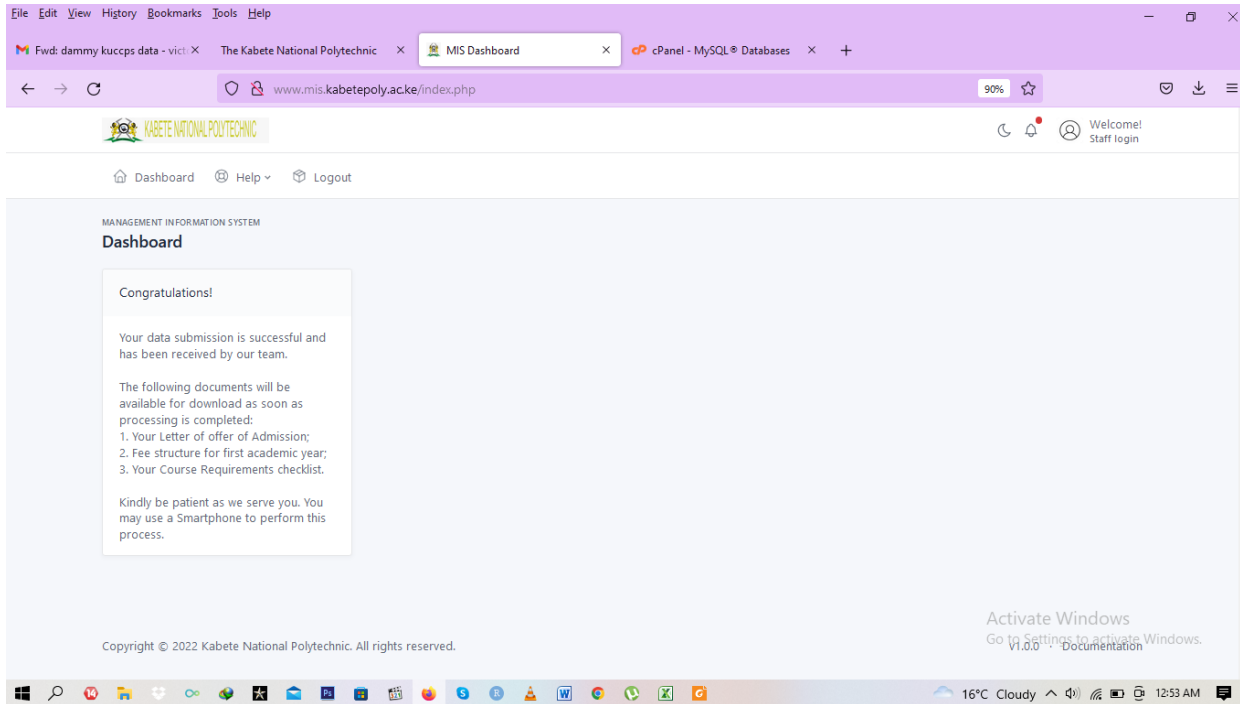 File Edit View History Bookmarks Tools Help
Fwd: dammy kuccps data - vict
The Kabete National Polytechnic
MIS Dashboard
cPanel - MySQL® Databases
www.mis.kabetepoly.ac.ke/index.php
90%
KABETE NATIONAL POLYTECHNIC
Welcome!
Staff login
Dashboard Help Logout
MANAGEMENT INFORMATION SYSTEM
Dashboard
Congratulations!
Your data submission is successful and
has been received by our team.
The following documents will be
available for download as soon as
processing is completed:
1. Your Letter of offer of Admission;
2. Fee structure for first academic year;
3. Your Course Requirements checklist.
Kindly be patient as we serve you. You
may use a Smartphone to perform this
process.
Activate Windows
Go to Settings to activate Windows.
Copyright © 2022 Kabete National Polytechnic. All rights reserved.
V1.0.0 · Documentation
16°C Cloudy 12:53 AM